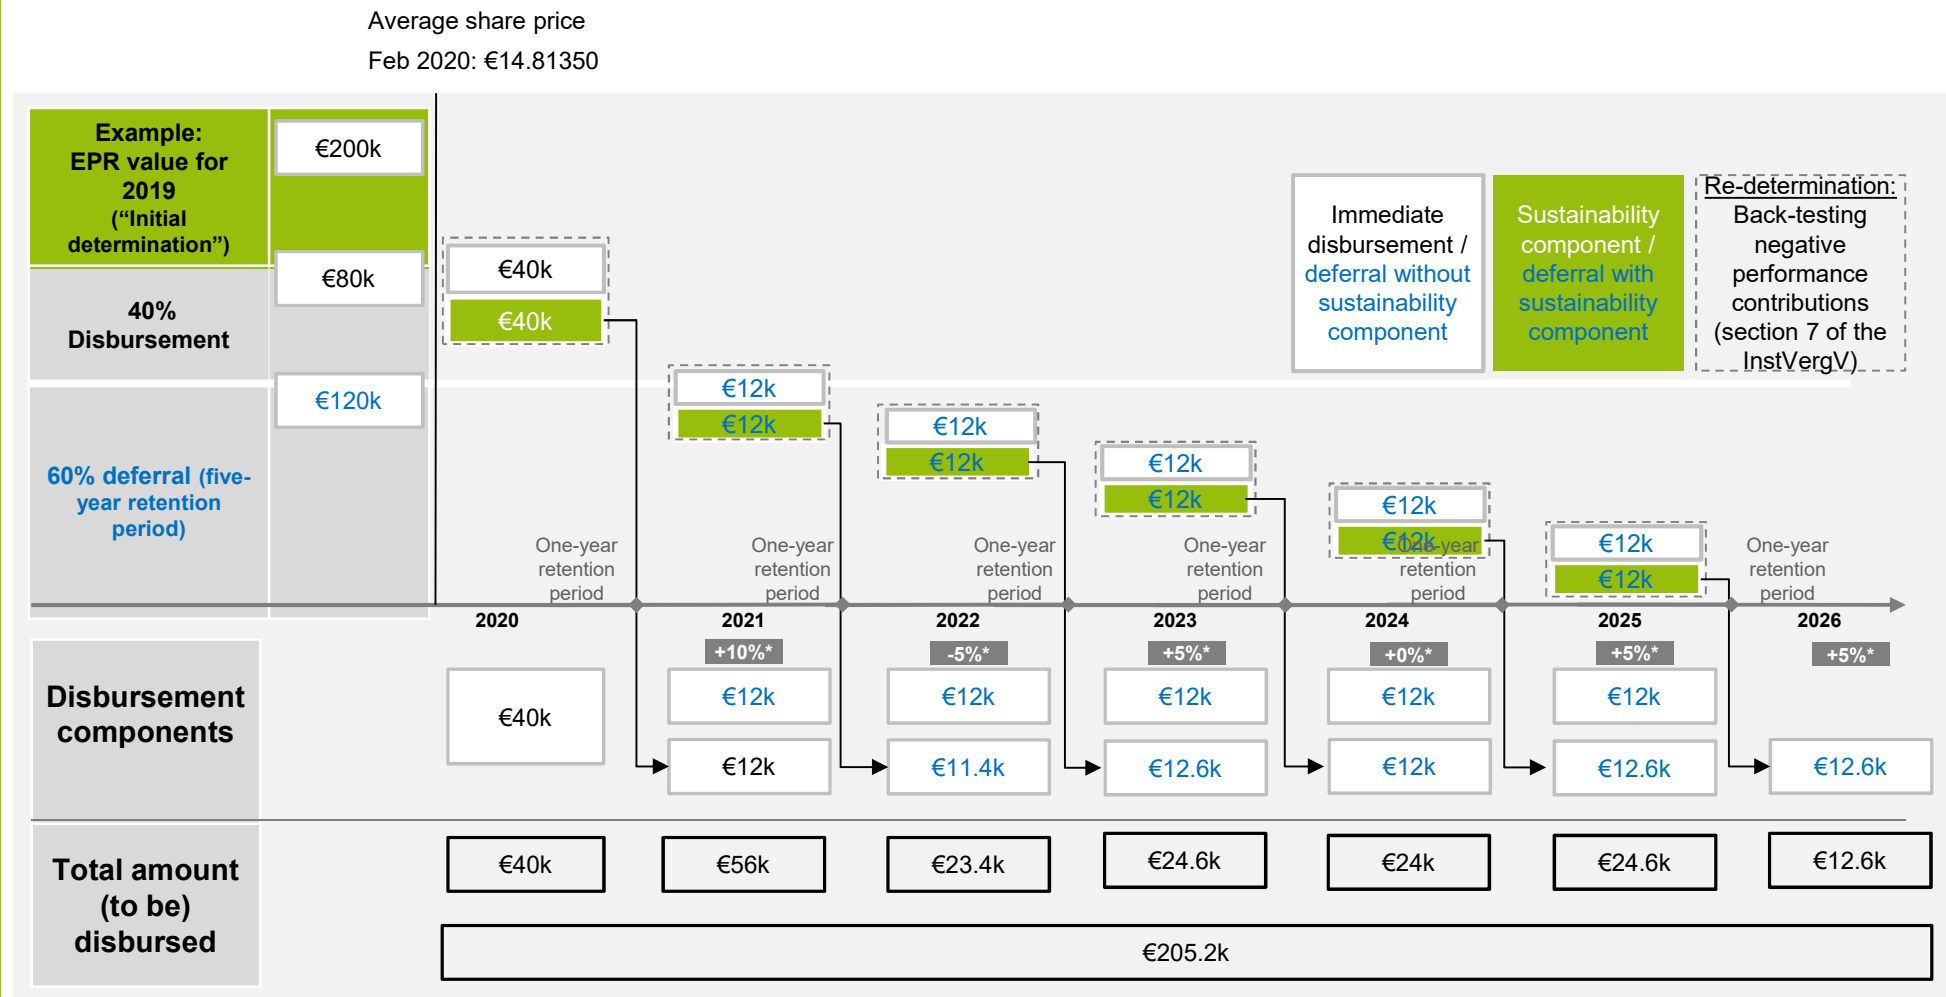 Average share price
Feb 2020: €14.81350
Example:
EPR value for
2019
(“Initial
determination”)
€200k
€80k
40%
Disbursement
€120k
60% deferral (five-
year retention
period)
€40k
€40k
€12k
€12k
€12k
€12k
€12k
€12k
€12k
€12k
€12k
€12k
Immediate
disbursement /
deferral without
sustainability
component
Sustainability
component /
deferral with
sustainability
component
Re-determination:
Back-testing
negative
performance
contributions
(section 7 of the
InstVergV)
One-year
retention
period
One-year
retention
period
One-year
retention
period
One-year
retention
period
One-year
retention
period
One-year
retention
period
2020
2021
2022
2023
2024
2025
2026
+10%*
-5%*
+5%*
+0%*
+5%*
+5%*
Disbursement
components
€40k
€12k
€12k
€12k
€12k
€12k
€12k
€11.4k
€12.6k
€12k
€12.6k
€12.6k
Total amount
(to be)
disbursed
€40k
€56k
€23.4k
€24.6k
€24k
€24.6k
€12.6k
€205.2k